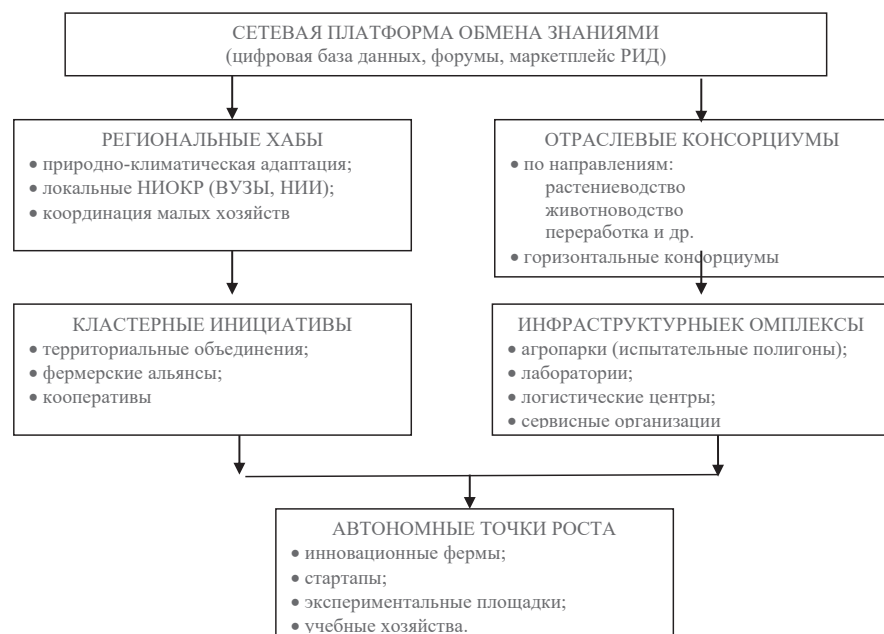 СЕТЕВАЯ ПЛАТФОРМА ОБМЕНА ЗНАНИЯМИ
(цифровая база данных, форумы, маркетплейс РИД)
РЕГИОНАЛЬНЫЕ ХАБЫ
• природно-климатическая адаптация;
• локальные НИОКР (ВУЗЫ, НИИ);
• координация малых хозяйств
ОТРАСЛЕВЫЕ КОНСОРЦИУМЫ
• по направлениям:
растениеводство
животноводство
переработка и др.
• горизонтальные консорциумы
КЛАСТЕРНЫЕ ИНИЦИАТИВЫ
• территориальные объединения;
• фермерские альянсы;
• кооперативы
ИНФРАСТРУКТУРНЫЕК ОМПЛЕКСЫ
• агропарки (испытательные полигоны);
• лаборатории;
• логистические центры;
• сервисные организации
АВТОНОМНЫЕ ТОЧКИ РОСТА
• инновационные фермы;
• стартапы;
• экспериментальные площадки;
• учебные хозяйства.